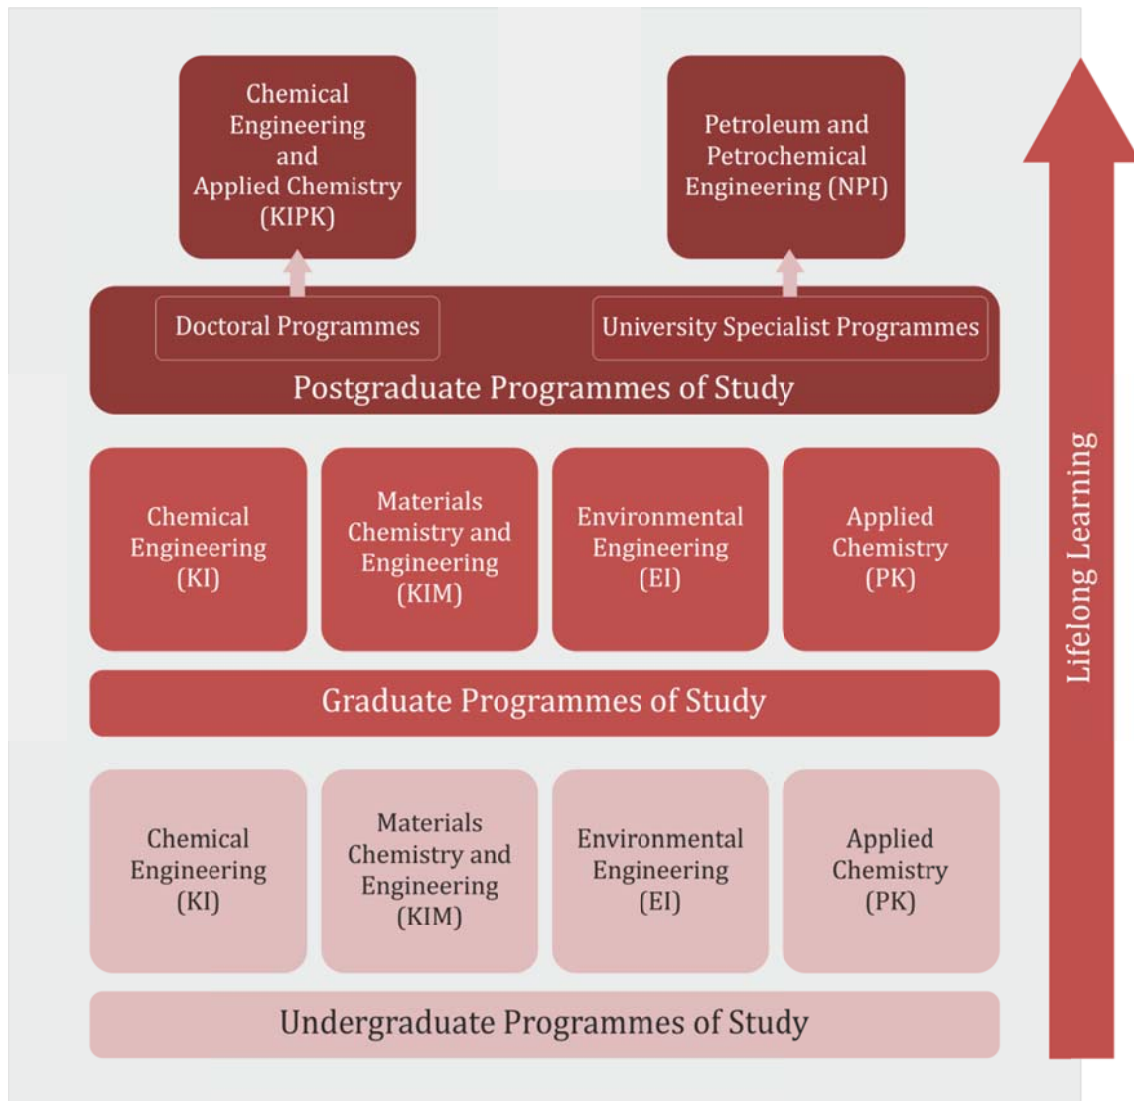 Chemical
Engineering
and
Applied Chemistry
(KIPK)
Petroleum and
Petrochemical
Engineering (NPI)
Doctoral Programmes
University Specialist Programmes
Postgraduate Programmes of Study
Chemical
Engineering
(KI)
Materials
Chemistry and
Engineering
(KIM)
Environmental
Engineering
(EI)
Applied
Chemistry
(PK)
Graduate Programmes of Study
Chemical
Engineering
(KI)
Materials
Chemistry and
Engineering
(KIM)
Environmental
Engineering
(EI)
Applied
Chemistry
(PK)
Undergraduate Programmes of Study
Lifelong Learning